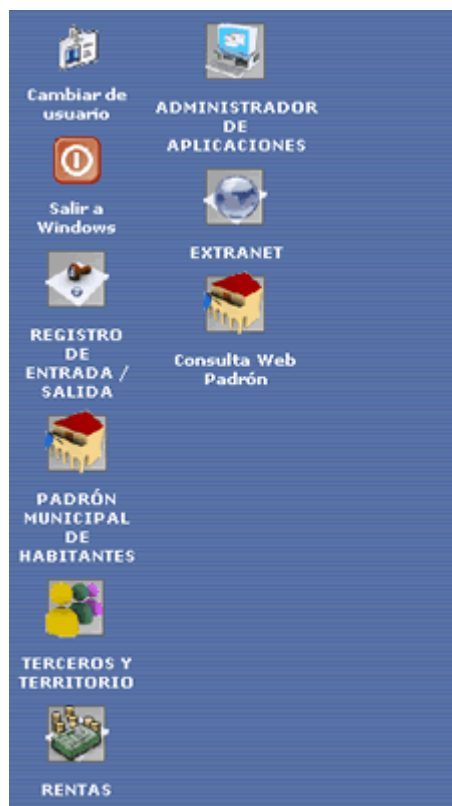 Cambiar de
usuario
Salir a
Windows
REGISTRO
DE
ENTRADA /
SALIDA
PADRÓN
MUNICIPAL
DE
HABITANTES
TERCEROS Y
TERRITORIO
RENTAS
ADMINISTRADOR
DE
APLICACIONES
EXTRANET
Consulta Web
Padrón